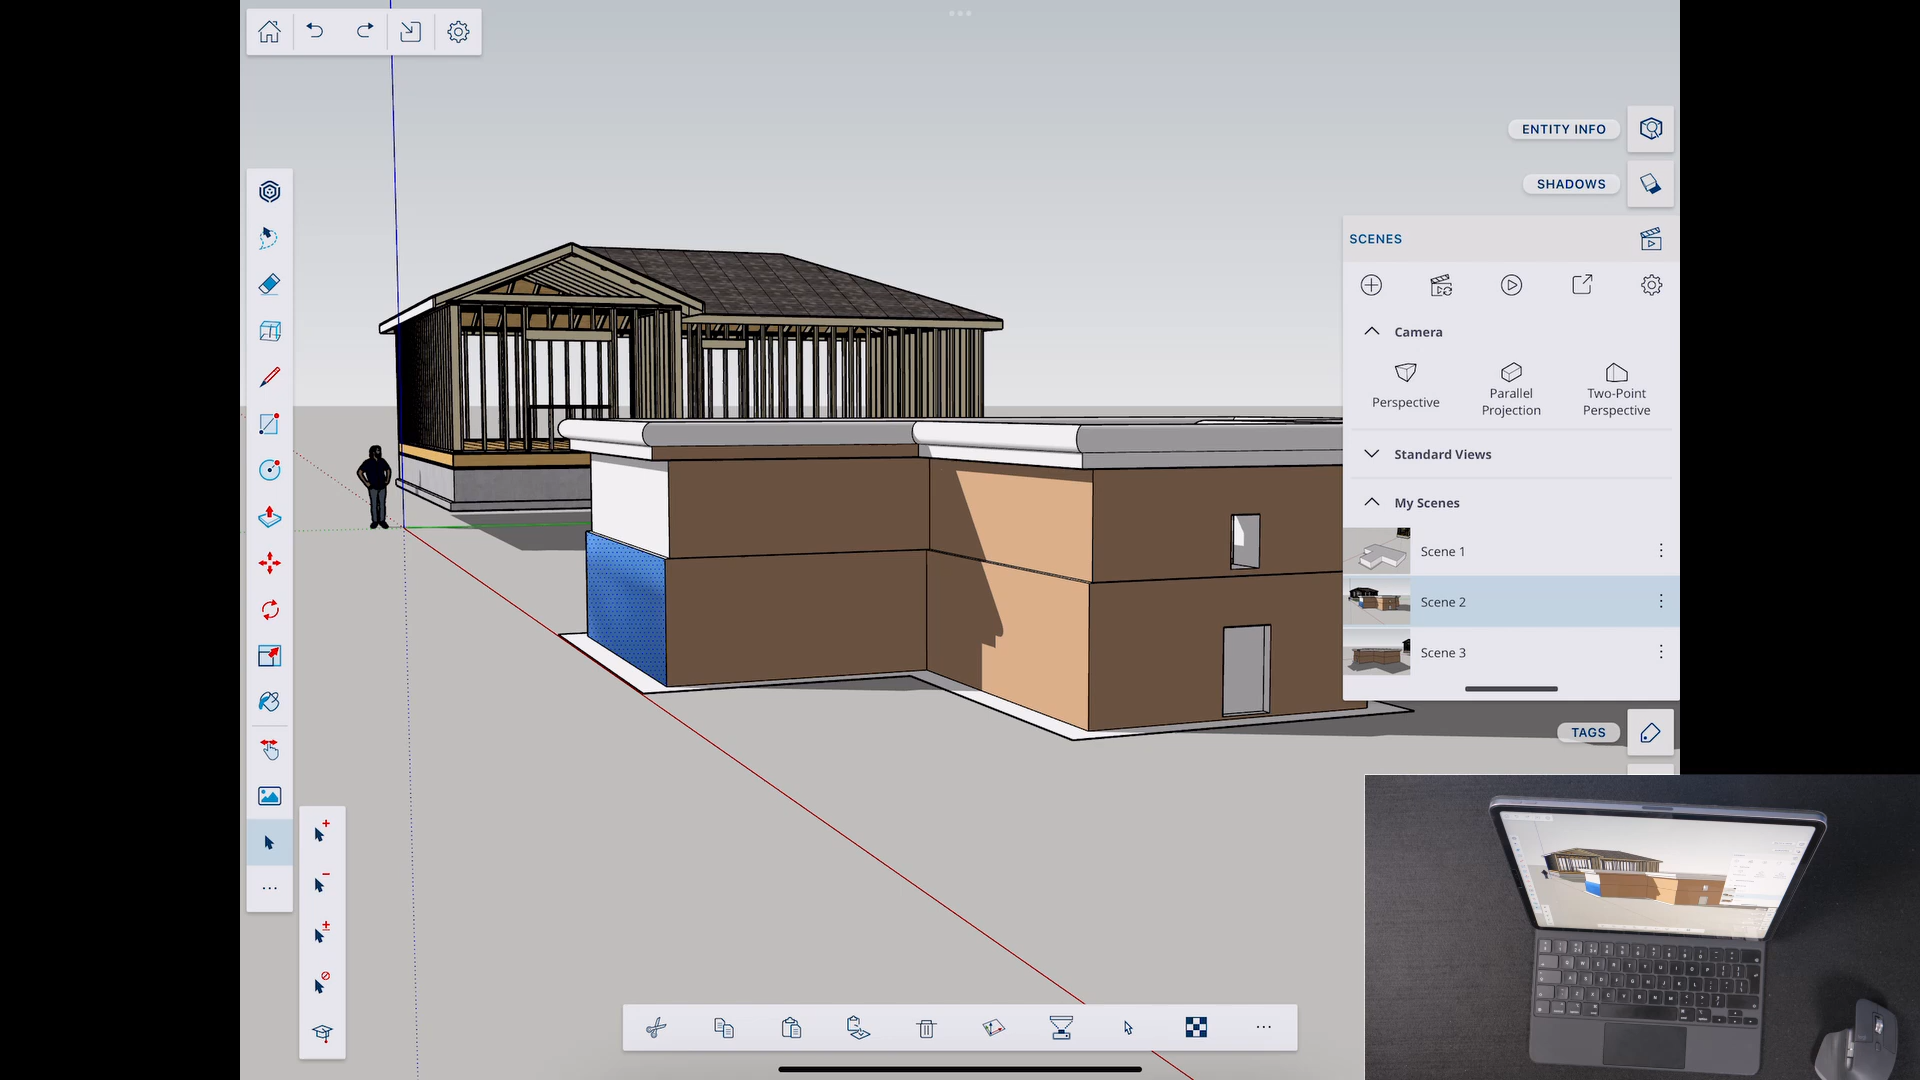 ENTITY INFO
SHADOWS
SCENES
Camera
Perspective
Parallel
Projection
Two-Point
Perspective
Standard Views
My Scenes
Scene 1
Scene 2
Scene 3
TAGS